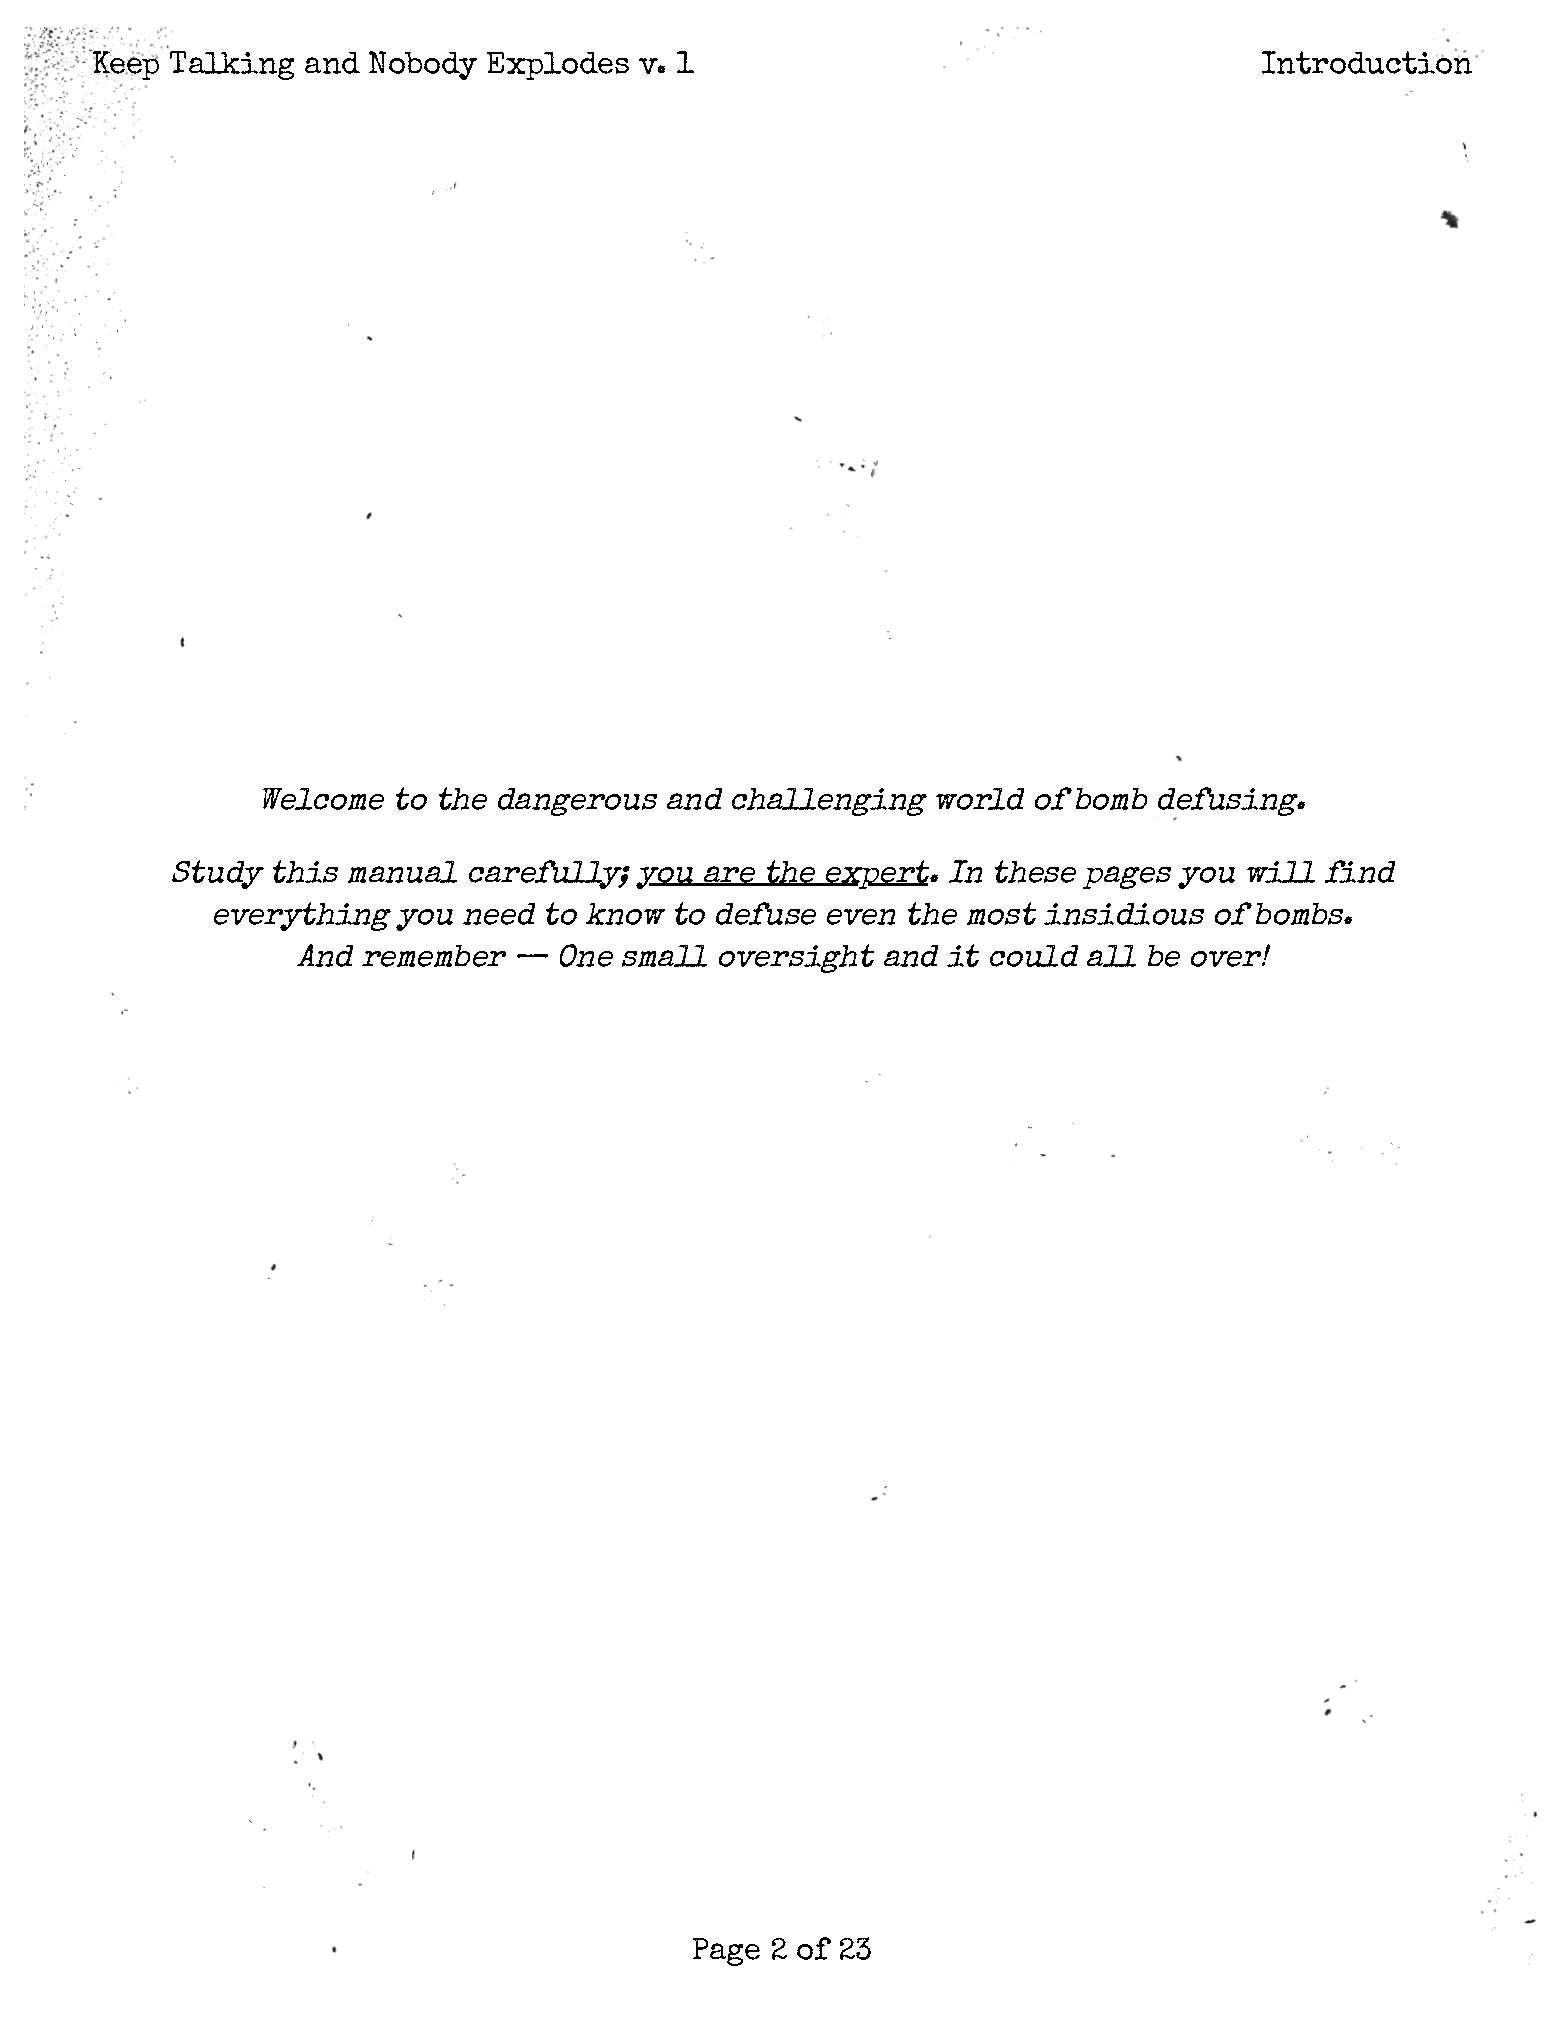 Keep Talking and Nobody Explodes v. 1
Introduction
Welcome to the dangerous and challenging world of bomb defusing.
Study this manual carefully; you are the expert. In these pages you will find
everything you need to know to defuse even the most insidious of bombs.
And remember — One small oversight and it could all be over!
Page 2 of 23